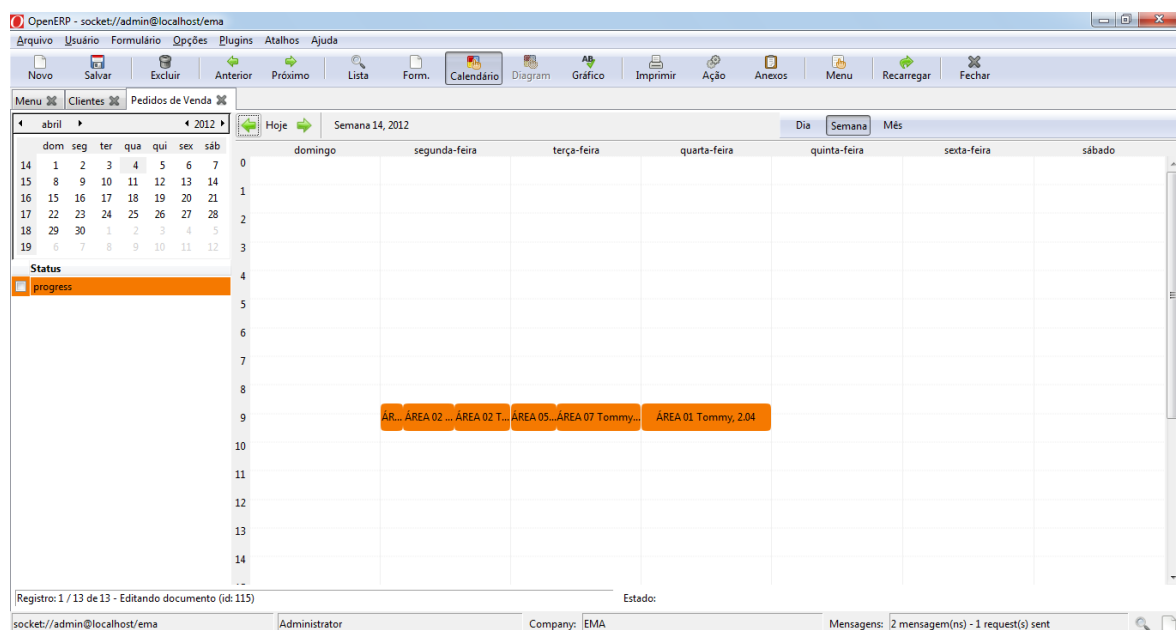 OpenERP - socket://admin@localhost/ema
Arquivo Usuário Formulário Opções Plugins Atalhos Ajuda
Novo Salvar Excluir Anterior Próximo Lista Form. Calendário Diagram Gráfico Imprimir Ação Anexos Menu Recarregar Fechar
Menu Clientes Pedidos de Venda
abril 2012 Hoje Semana 14, 2012 Dia Semana Mês
dom seg ter qua qui sex sáb
14 1 2 3 4 5 6 7
15 8 9 10 11 12 13 14
16 15 16 17 18 19 20 21
17 22 23 24 25 26 27 28
18 29 30 1 2 3 4 5
19 6 7 8 9 10 11 12
Status
progress
domingo segunda-feira terça-feira quarta-feira quinta-feira sexta-feira sábado
0
1
2
3
4
5
6
7
8
9 ÁR... ÁREA 02 ... ÁREA 02 T... ÁREA 05... ÁREA 07 Tommy... ÁREA 01 Tommy, 2.04
10
11
12
13
14
Registro: 1 / 13 de 13 - Editando documento (id: 115) Estado:
socket://admin@localhost/ema Administrator Company: EMA Mensagens: 2 mensagem(ns) - 1 request(s) sent